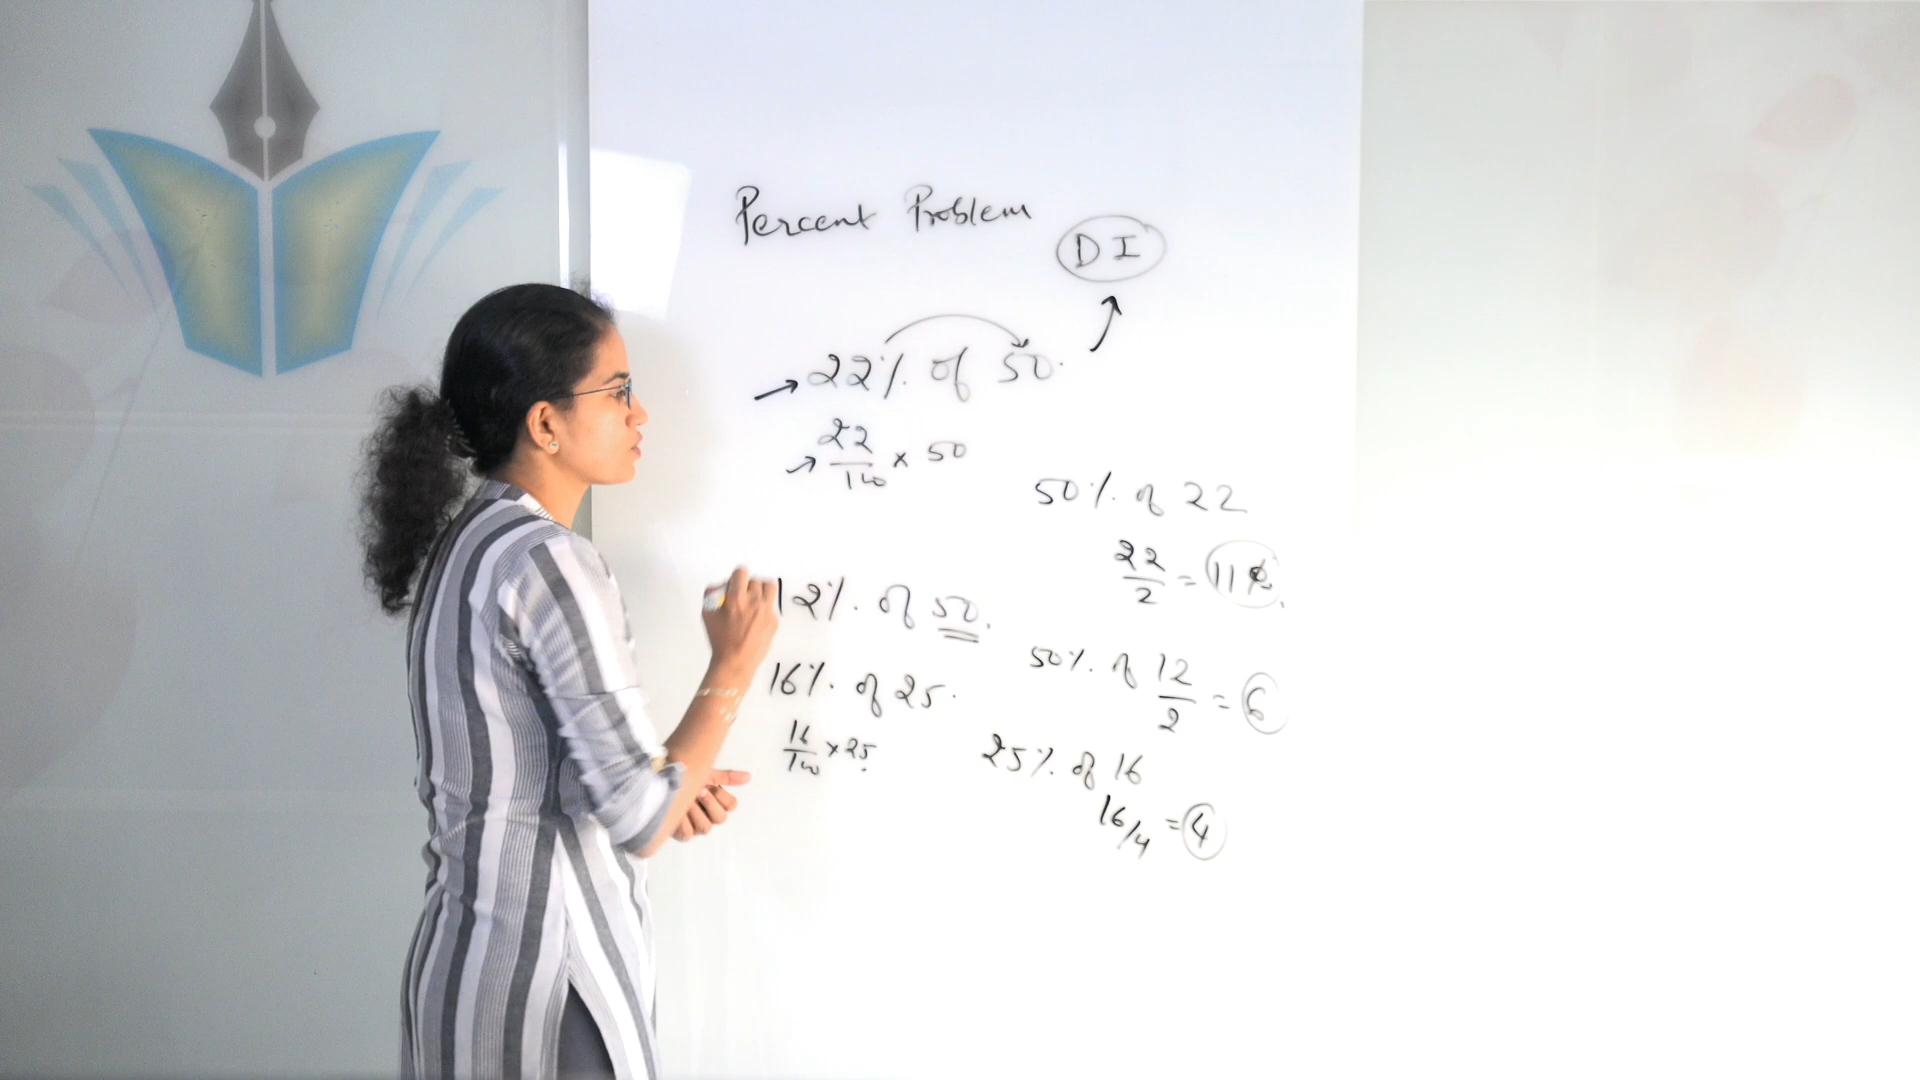 Percent Problem
D I
22% of 50.
22/100 × 50
50% of 22
22/2 = 11
12% of 50.
50% of 12/2 = 6
16% of 25.
16/100 × 25
25% of 16
16/4 = 4